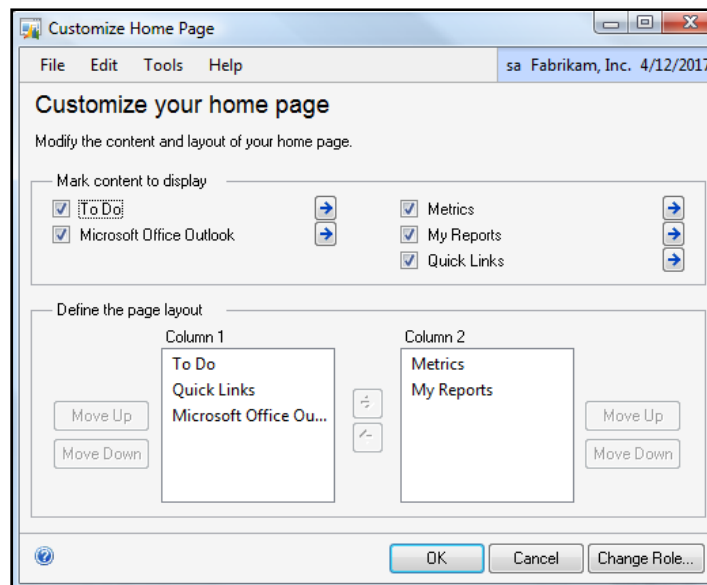 Customize Home Page
File Edit Tools Help sa Fabrikam, Inc. 4/12/2017
Customize your home page
Modify the content and layout of your home page.
Mark content to display
To Do Metrics
Microsoft Office Outlook My Reports
Quick Links
Define the page layout
Column 1 Column 2
To Do Metrics
Quick Links My Reports
Move Up Microsoft Office Ou... Move Up
Move Down Move Down
OK Cancel Change Role...